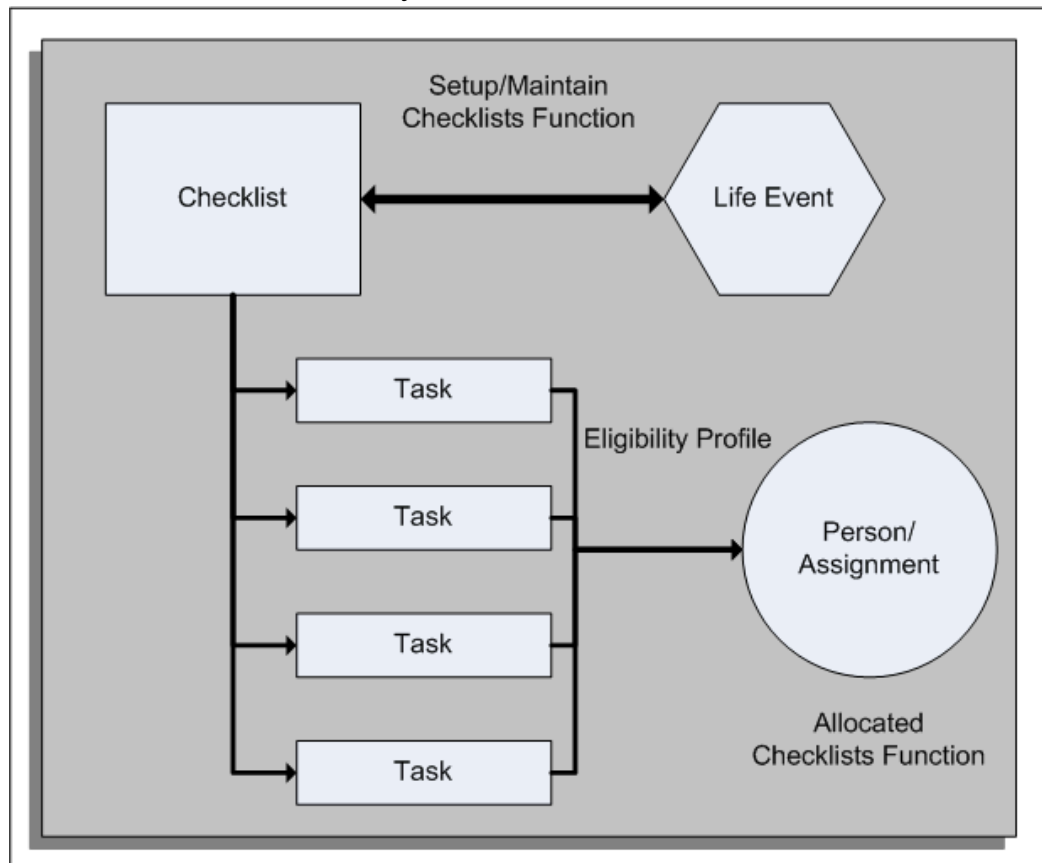 Setup/Maintain
Checklists Function
Checklist
Life Event
Task
Eligibility Profile
Task
Person/
Assignment
Task
Allocated
Checklists Function
Task